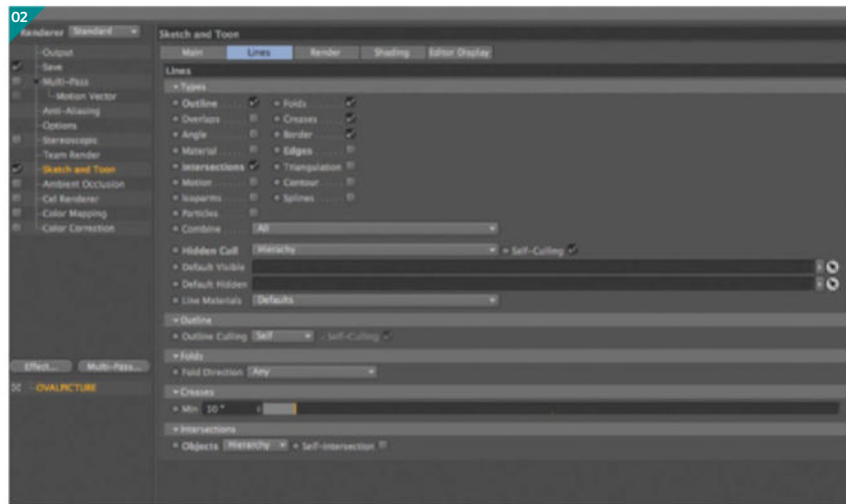 02
Renderer Standard
Output
Save
Multi-Pass
Motion Vector
Anti-Aliasing
Options
Stereoscopic
Team Render
Sketch and Toon
Ambient Occlusion
Cel Renderer
Color Mapping
Color Correction
Effect... Multi-Pass...
OVALPICTURE
Sketch and Toon
Main Lines Render Shading Editor Display
Lines
Types
Outline Folds
Overlaps Creases
Angle Border
Material Edges
Intersections Triangulation
Motion Contour
Isoparms Splines
Particles
Combine All
Hidden Cull Hierarchy Self-Culling
Default Visible
Default Hidden
Line Materials Defaults
Outline
Outline Culling Self Self-Culling
Folds
Fold Direction Any
Creases
Min 10 °
Intersections
Objects Hierarchy Self-Intersection